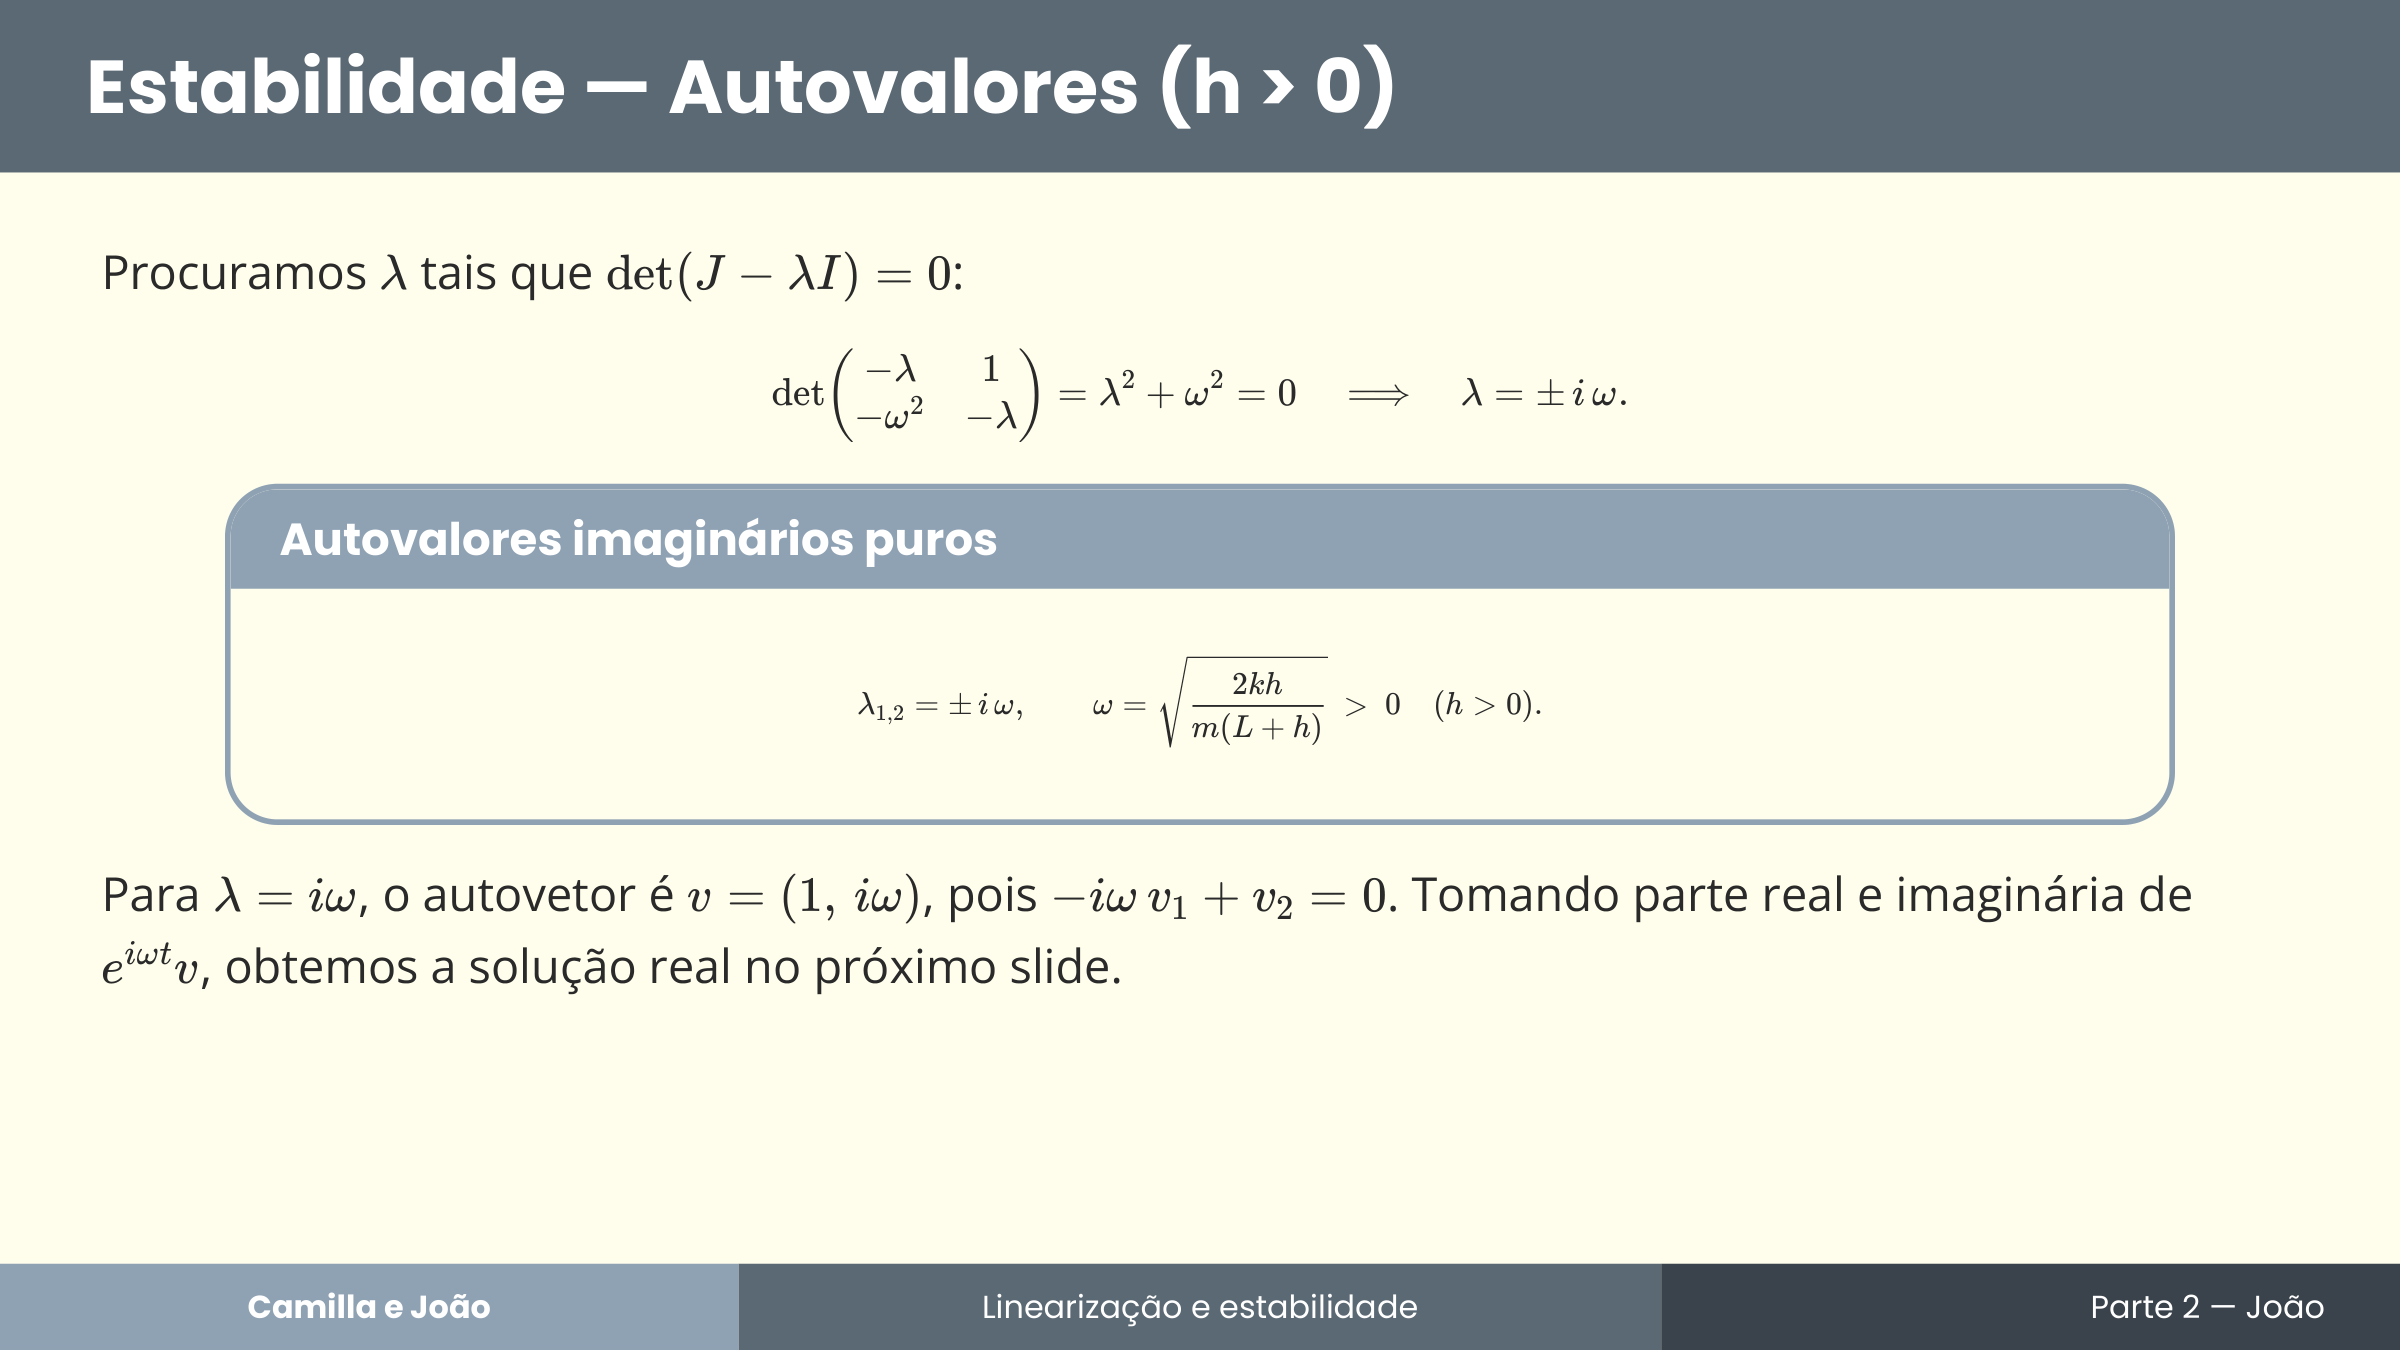 Estabilidade — Autovalores (h > 0)
Procuramos λ tais que det(J − λI) = 0:
det(−λ 1 −ω² −λ) = λ² + ω² = 0 ⟹ λ = ± i ω.
Autovalores imaginários puros
λ₁,₂ = ± i ω, ω = √(2kh / m(L + h)) > 0 (h > 0).
Para λ = iω, o autovetor é v = (1, iω), pois −iω v₁ + v₂ = 0. Tomando parte real e imaginária de
e^{iωt}v, obtemos a solução real no próximo slide.
Camilla e João
Linearização e estabilidade
Parte 2 — João